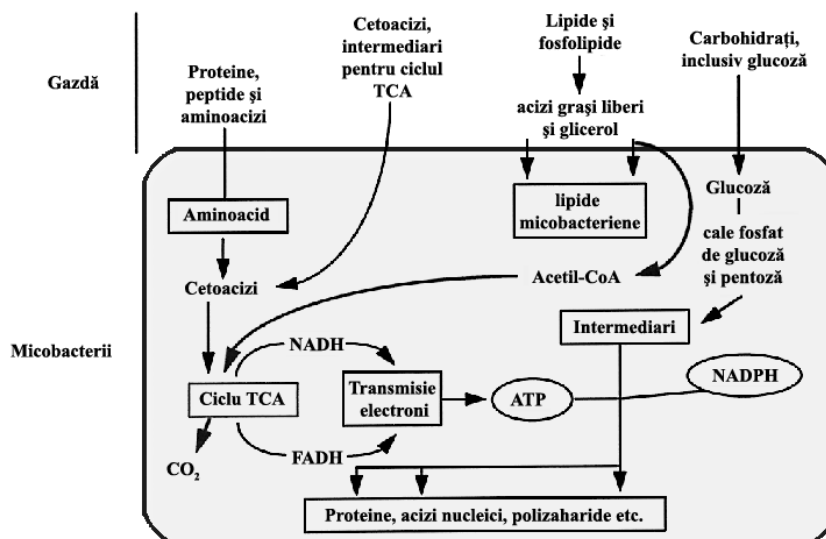 Gazdă
Proteine,
peptide şi
aminoacizi
Cetoacizi,
intermediari
pentru ciclul
TCA
Lipide şi
fosfolipide
acizi graşi liberi
şi glicerol
Carbohidrați,
inclusiv glucoză
Micobacterii
Aminoacid
Cetoacizi
lipide
micobacteriene
Glucoză
cale fosfat
de glucoză
şi pentoză
Acetil-CoA
Intermediari
NADH
Ciclu TCA
Transmisie
electroni
ATP
NADPH
FADH
CO₂
Proteine, acizi nucleici, polizaharide etc.